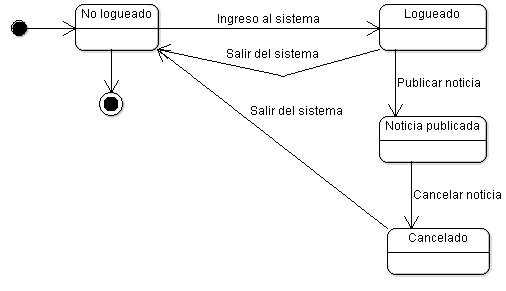 No logueado
Ingreso al sistema
Logueado
Salir del sistema
Publicar noticia
Salir del sistema
Noticia publicada
Cancelar noticia
Cancelado